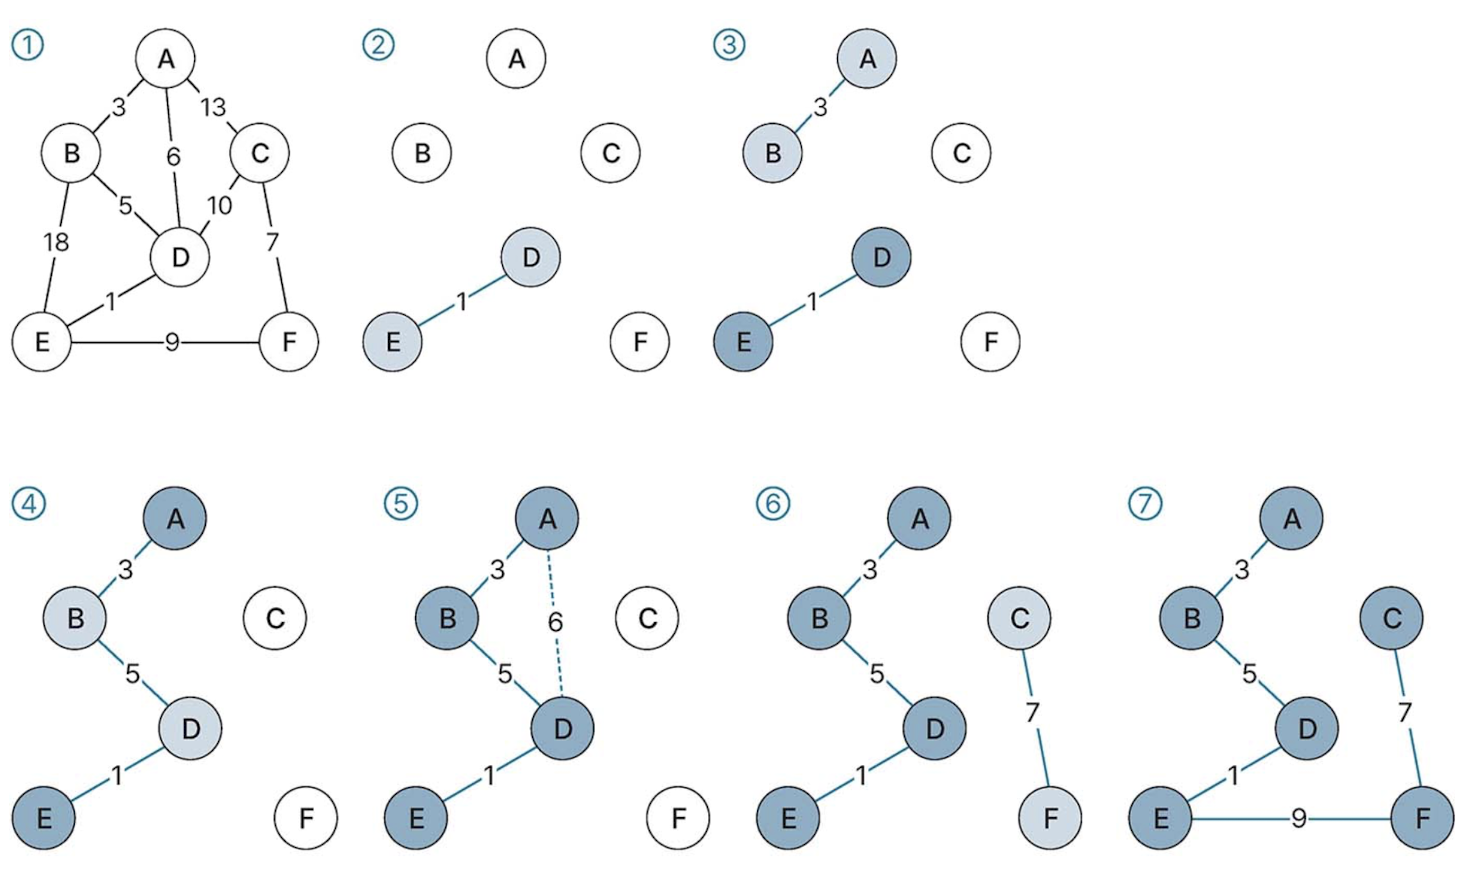 ① A ② A ③ A
3 13 3
B C B C B C
6
5 10
18 7
D D D
1 1 1
E 9 F E F E F
④ A ⑤ A ⑥ A ⑦ A
3 3 3 3
B C B 6 C B C B C
5 5 5 7 5 7
D D D D
1 1 1 1
E F E F E F E 9 F